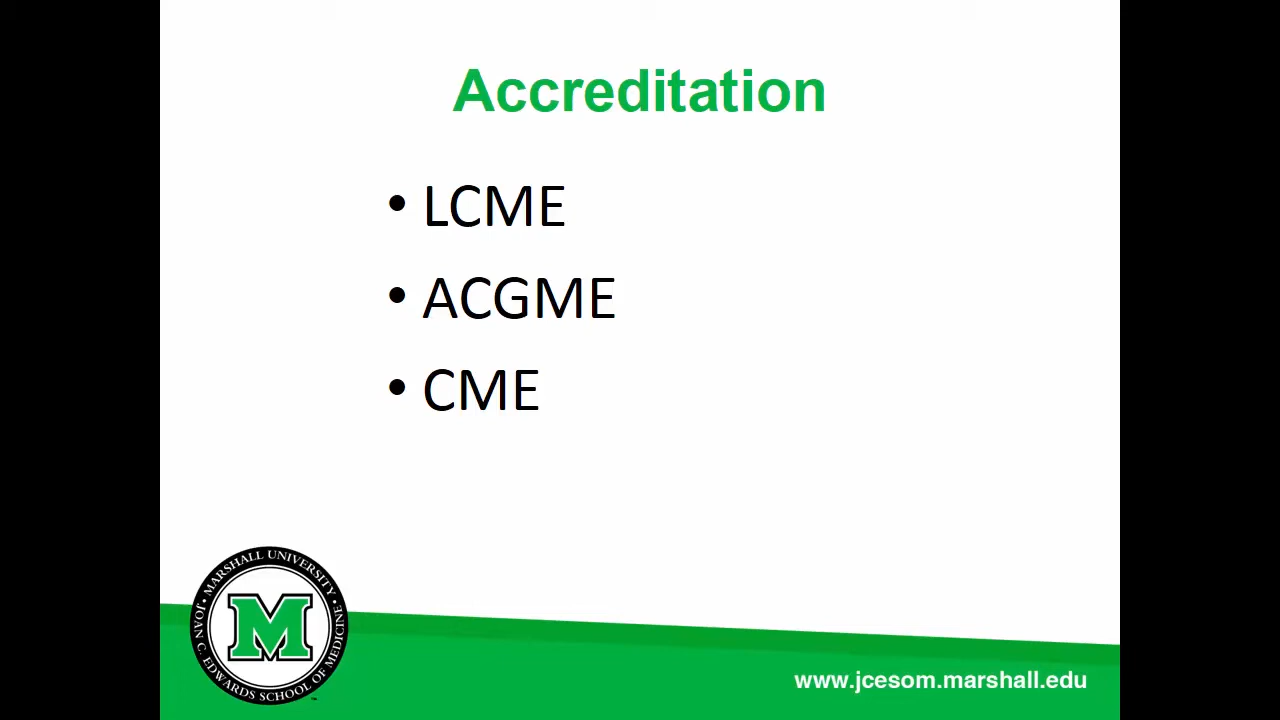 Accreditation
• LCME
• ACGME
• CME
MARSHALL UNIVERSITY
M
• JOAN C. EDWARDS SCHOOL OF MEDICINE •
www.jcesom.marshall.edu